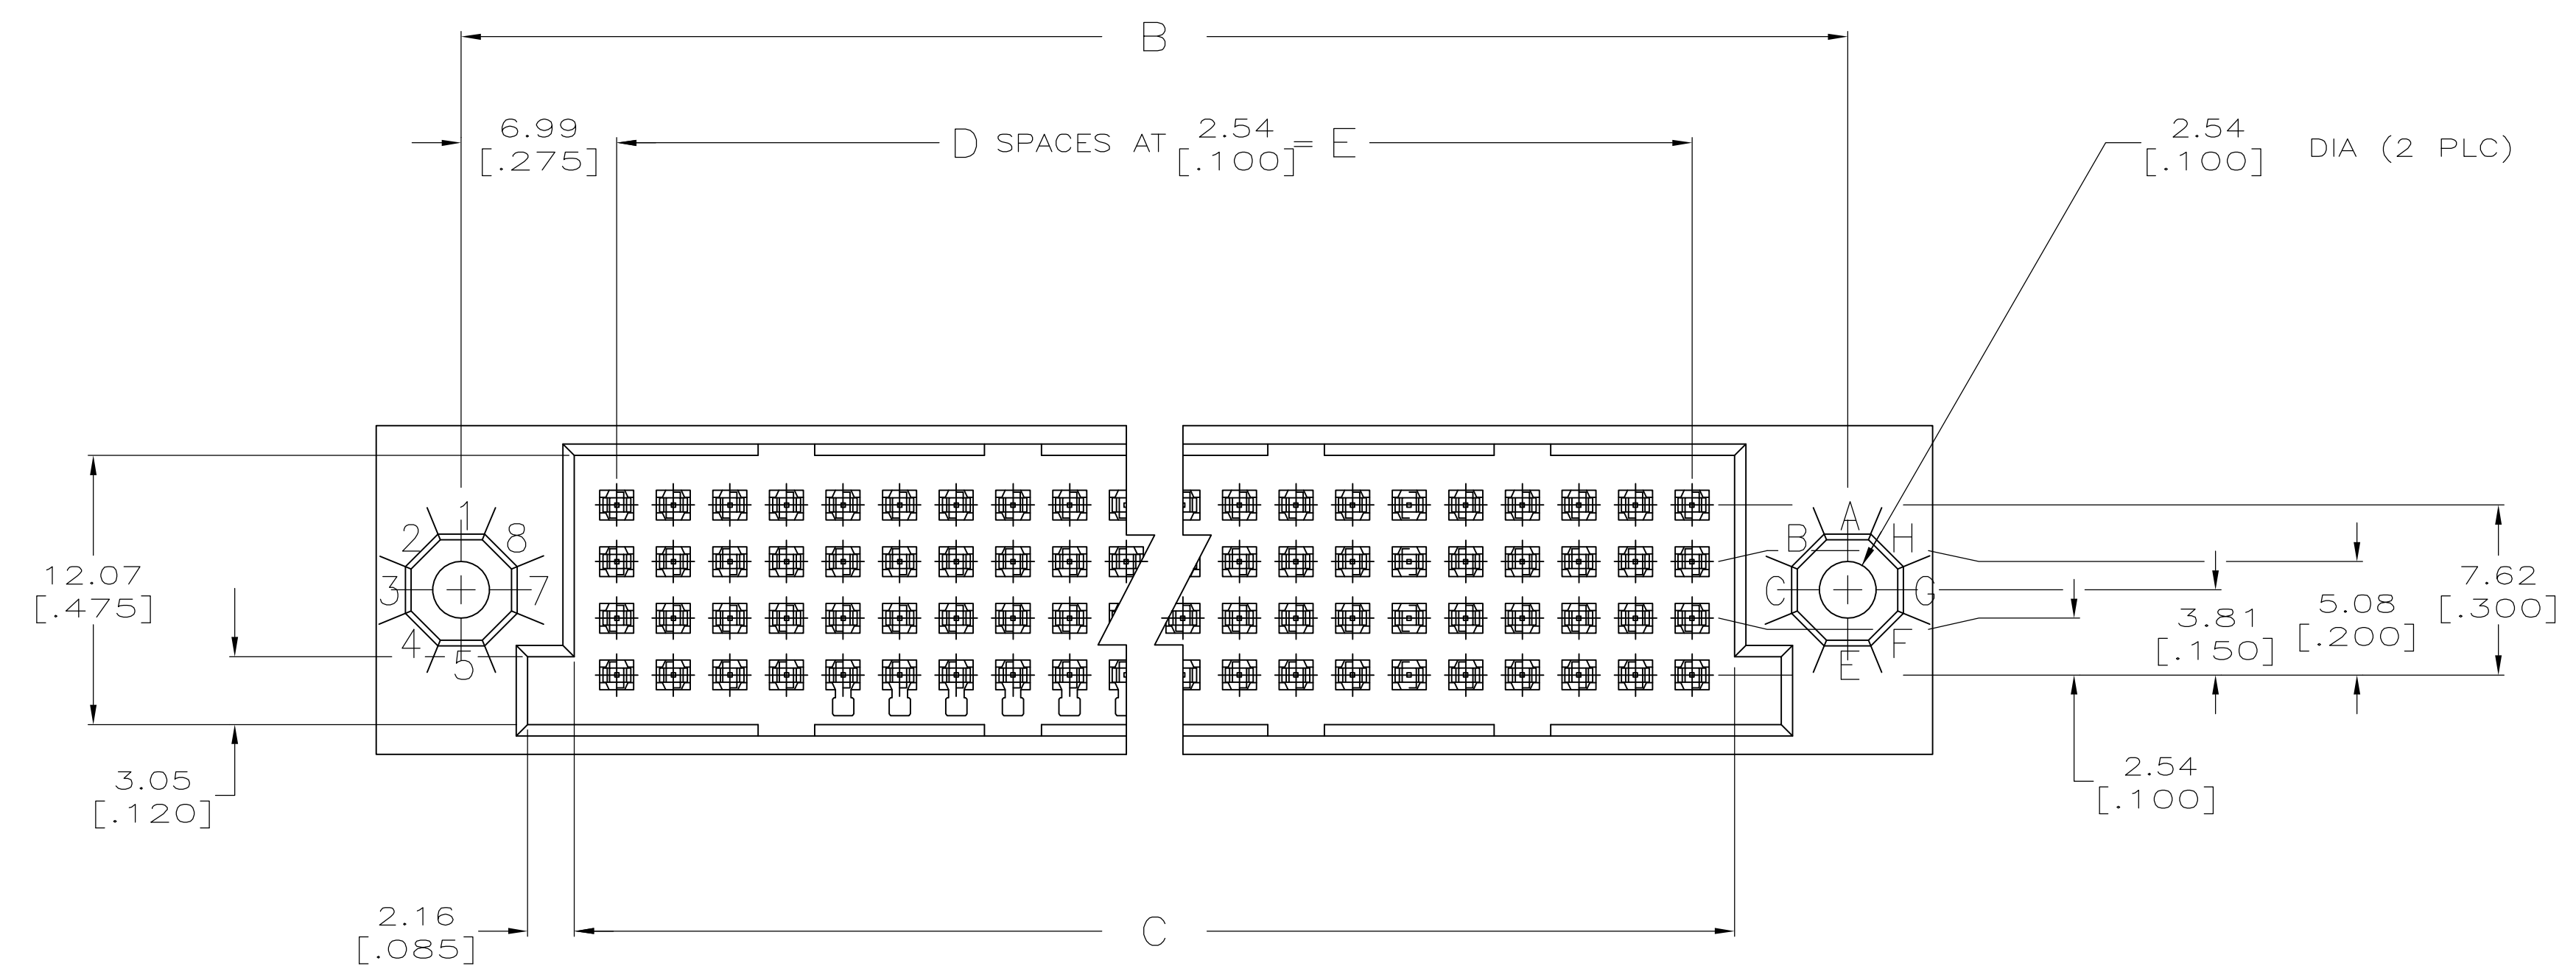 B
6.99
[.275]
D SPACES AT 2.54 = E
[.100]
2.54 DIA (2 PLC)
[.100]
12.07
[.475]
1
2
8
3
7
4
5
A
B
H
C
G
F
E
7.62
[.300]
5.08
[.200]
3.81
[.150]
3.05
[.120]
2.54
[.100]
2.16
[.085]
C